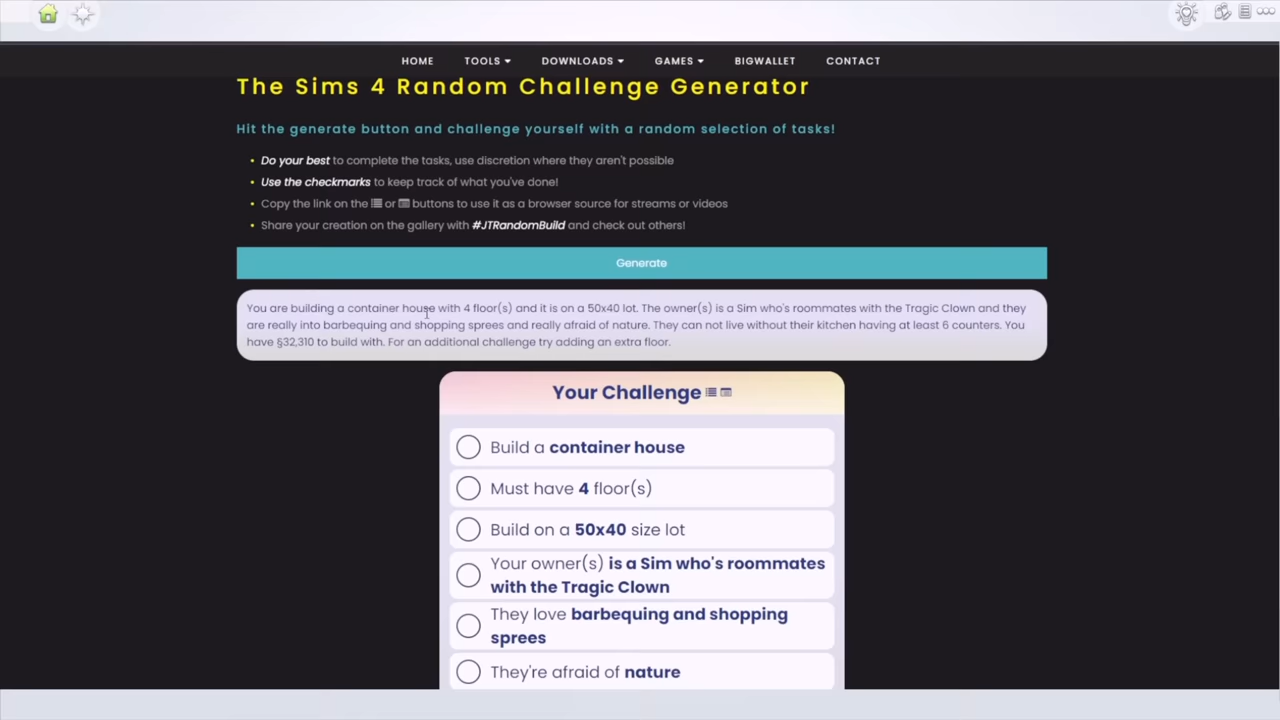 HOME TOOLS DOWNLOADS GAMES BIGWALLET CONTACT
The Sims 4 Random Challenge Generator
Hit the generate button and challenge yourself with a random selection of tasks!
• Do your best to complete the tasks, use discretion where they aren't possible
• Use the checkmarks to keep track of what you've done!
• Copy the link on the or buttons to use it as a browser source for streams or videos
• Share your creation on the gallery with #JTRandomBuild and check out others!
Generate
You are building a container house with 4 floor(s) and it is on a 50x40 lot. The owner(s) is a Sim who's roommates with the Tragic Clown and they
are really into barbequing and shopping sprees and really afraid of nature. They can not live without their kitchen having at least 6 counters. You
have §32,310 to build with. For an additional challenge try adding an extra floor.
Your Challenge
Build a container house
Must have 4 floor(s)
Build on a 50x40 size lot
Your owner(s) is a Sim who's roommates
with the Tragic Clown
They love barbequing and shopping
sprees
They're afraid of nature